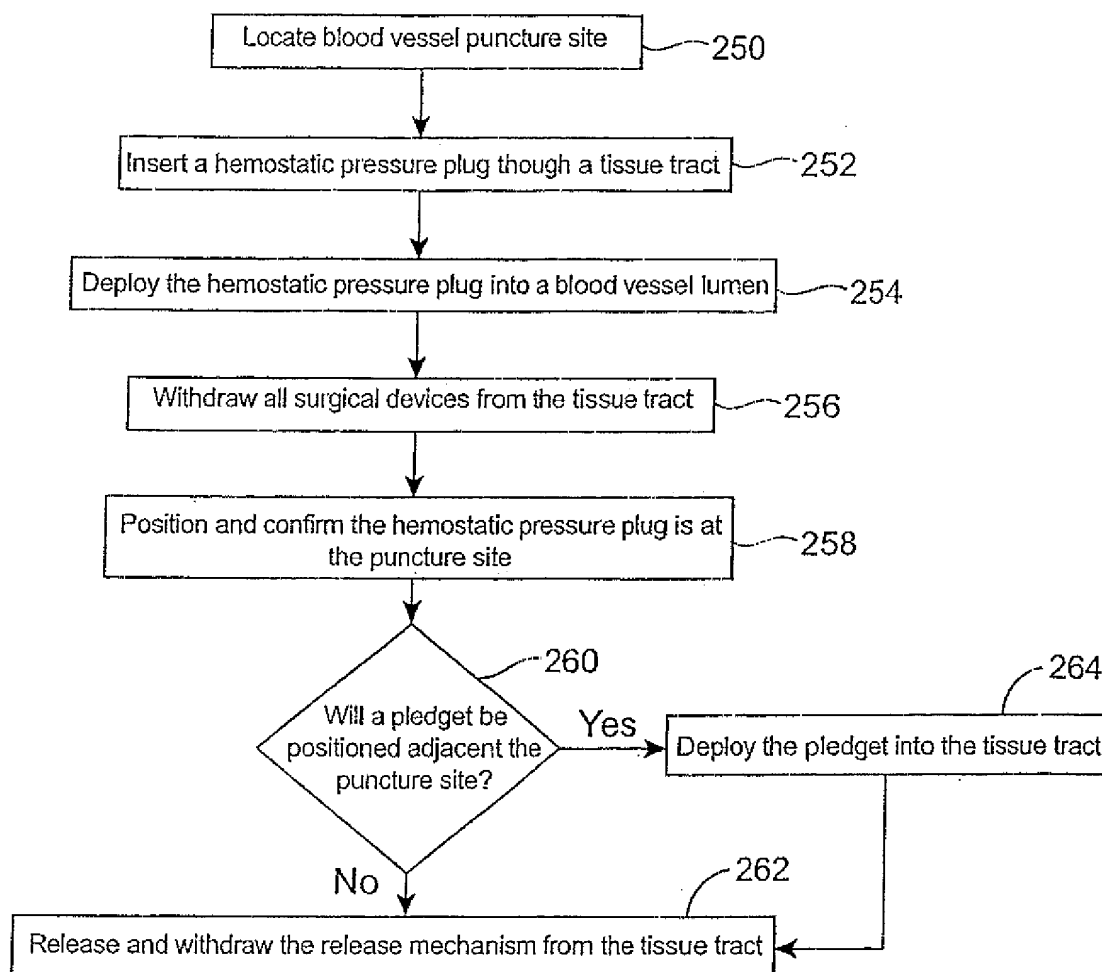 Locate blood vessel puncture site
250
Insert a hemostatic pressure plug though a tissue tract
252
Deploy the hemostatic pressure plug into a blood vessel lumen
254
Withdraw all surgical devices from the tissue tract
256
Position and confirm the hemostatic pressure plug is at
the puncture site
258
260
Will a pledget be
positioned adjacent the
puncture site?
Yes
264
Deploy the pledget into the tissue tract
No
262
Release and withdraw the release mechanism from the tissue tract